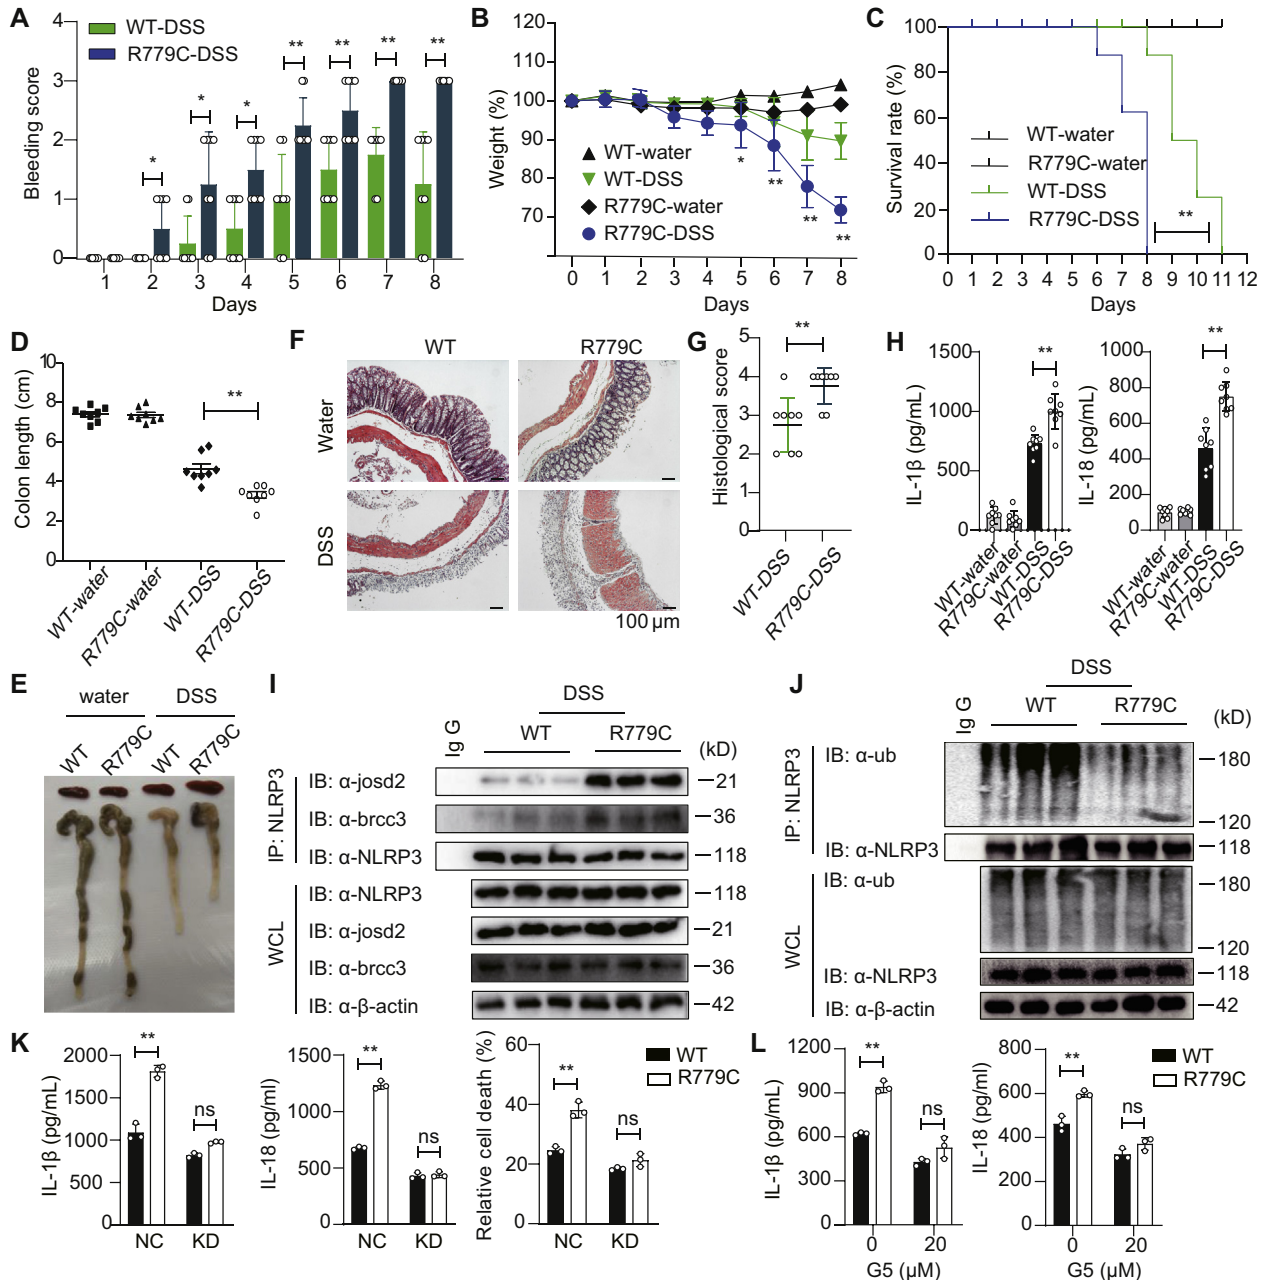 A
Bleeding score
4
3
2
1
0
WT-DSS
R779C-DSS
* * * ** ** ** **
1 2 3 4 5 6 7 8
Days
B
Weight (%)
120
110
100
90
80
70
WT-water
WT-DSS
R779C-water
R779C-DSS
* ** ** **
0 1 2 3 4 5 6 7 8
Days
C
Survival rate (%)
100
80
60
40
20
0
WT-water
R779C-water
WT-DSS
R779C-DSS
**
0 1 2 3 4 5 6 7 8 9 10 11 12
Days
D
Colon length (cm)
10
8
6
4
2
0
**
WT-water
R779C-water
WT-DSS
R779C-DSS
F
WT R779C
Water
DSS
100 μm
G
Histological score
5
4
3
2
1
0
**
WT-DSS
R779C-DSS
H
IL-1β (pg/mL)
1500
1000
500
0
**
WT-water
R779C-water
WT-DSS
R779C-DSS
IL-18 (pg/mL)
1000
800
600
400
200
0
**
WT-water
R779C-water
WT-DSS
R779C-DSS
E
water DSS
WT R779C WT R779C
I
DSS
Ig G WT R779C (kD)
IP: NLRP3
IB: α-josd2 21
IB: α-brcc3 36
IB: α-NLRP3 118
WCL
IB: α-NLRP3 118
IB: α-josd2 21
IB: α-brcc3 36
IB: α-β-actin 42
J
DSS
Ig G WT R779C (kD)
IP: NLRP3
IB: α-ub 180
120
IB: α-NLRP3 118
WCL
IB: α-ub 180
120
IB: α-NLRP3 118
IB: α-β-actin 42
K
IL-1β (pg/mL)
2000
1500
1000
500
0
** ns
NC KD
IL-18 (pg/mL)
1500
1000
500
0
** ns
NC KD
Relative cell death (%)
60
40
20
0
** ns
NC KD
WT
R779C
L
IL-1β (pg/mL)
1200
900
600
300
0
** ns
0 20
G5 (μM)
IL-18 (pg/ml)
800
600
400
200
0
** ns
0 20
G5 (μM)
WT
R779C